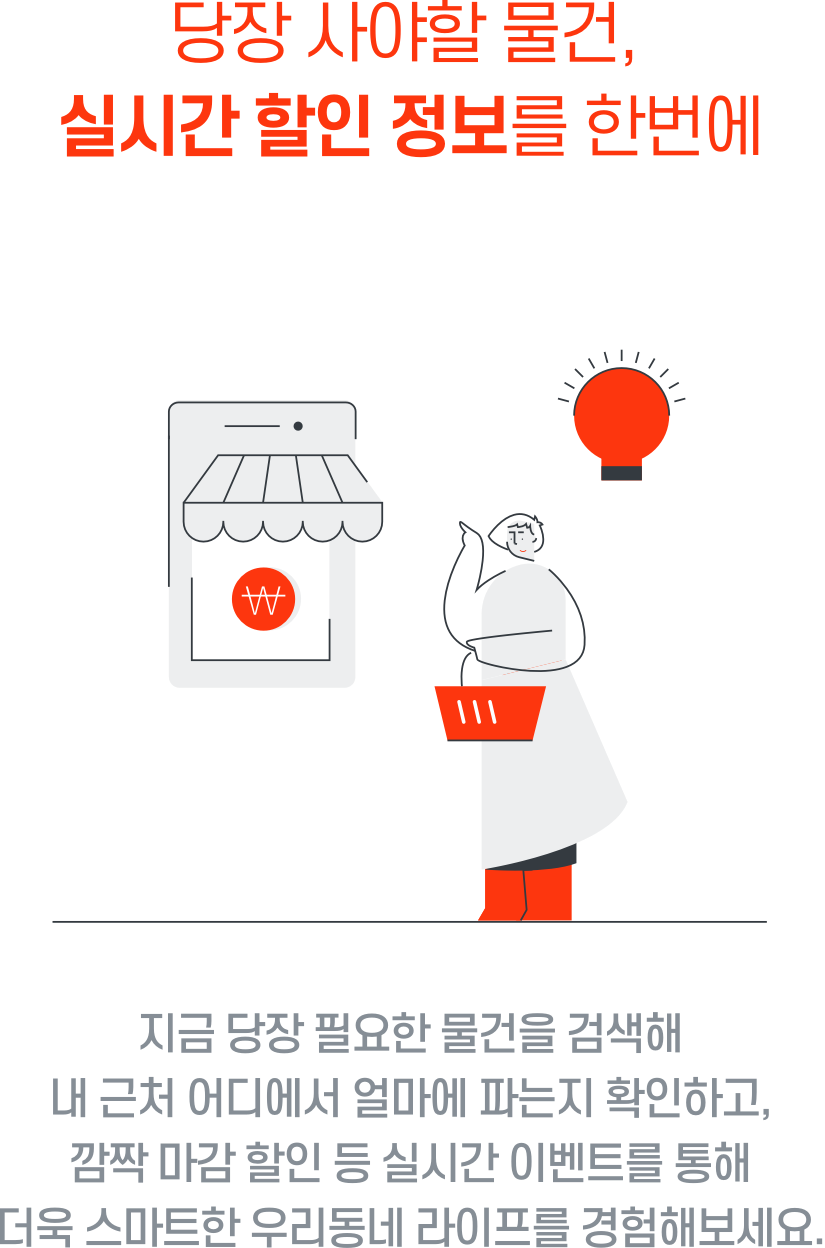 당장 사야할 물건,
실시간 할인 정보를 한번에
₩
지금 당장 필요한 물건을 검색해
내 근처 어디에서 얼마에 파는지 확인하고,
깜짝 마감 할인 등 실시간 이벤트를 통해
더욱 스마트한 우리동네 라이프를 경험해보세요.